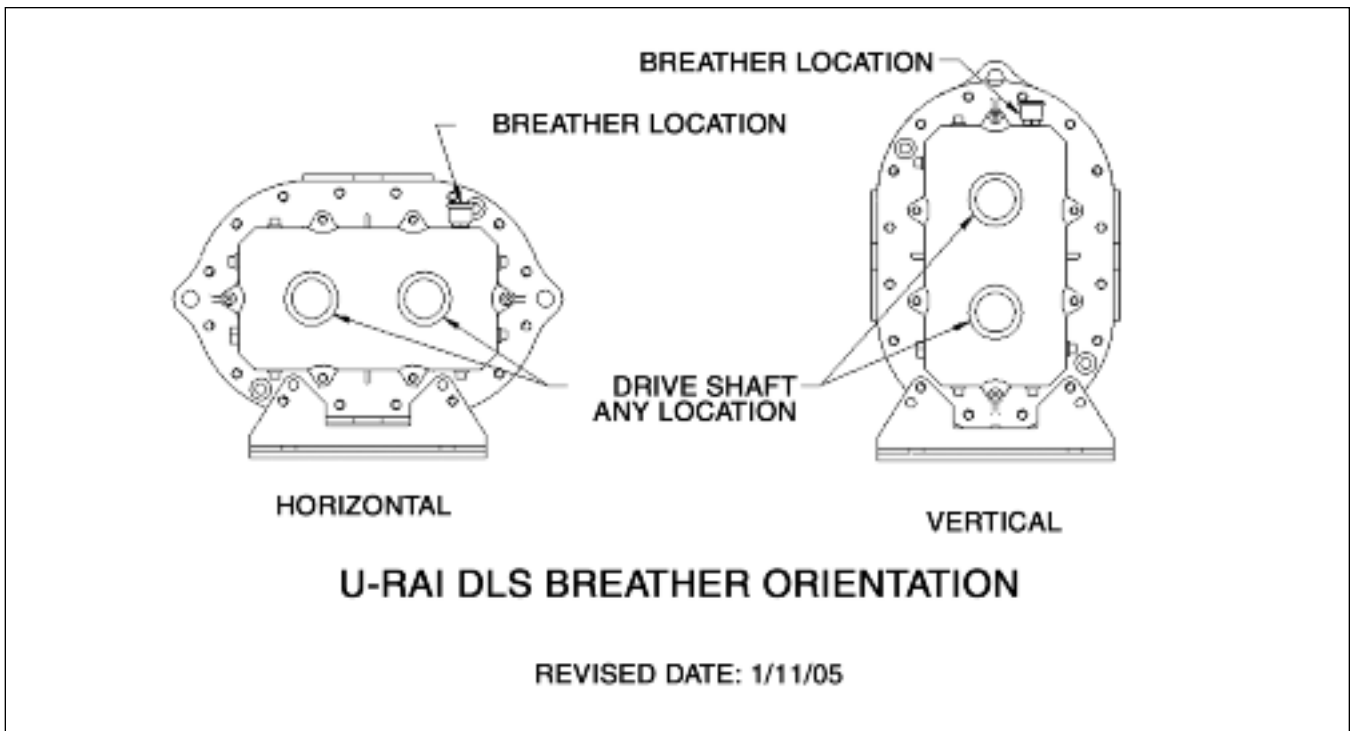 BREATHER LOCATION
BREATHER LOCATION
DRIVE SHAFT
ANY LOCATION
HORIZONTAL
VERTICAL
U-RAI DLS BREATHER ORIENTATION
REVISED DATE: 1/11/05